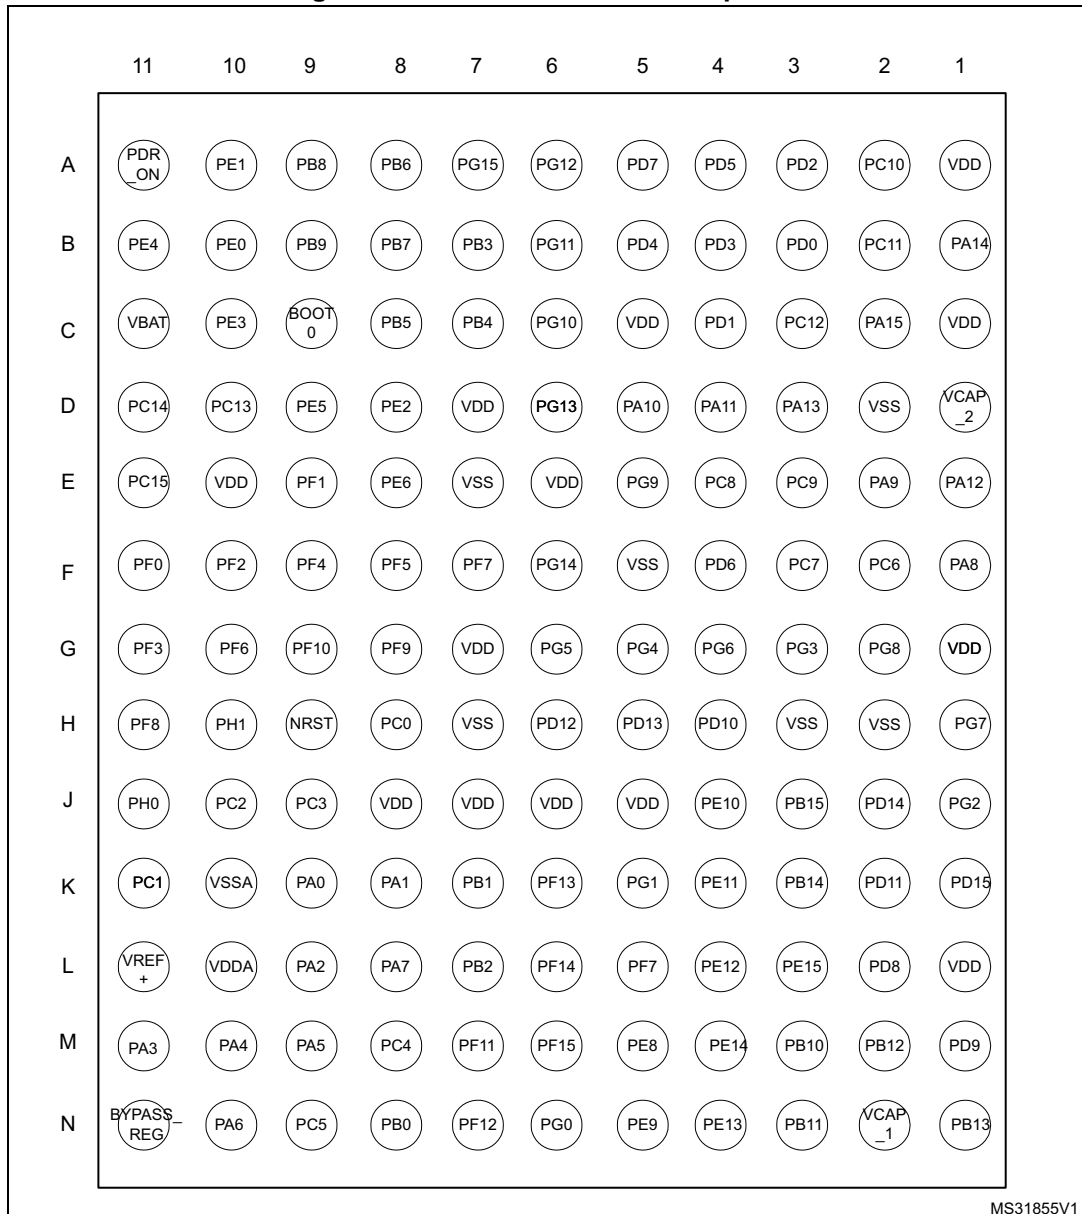 11 10 9 8 7 6 5 4 3 2 1
A PDR_ON PE1 PB8 PB6 PG15 PG12 PD7 PD5 PD2 PC10 VDD
B PE4 PE0 PB9 PB7 PB3 PG11 PD4 PD3 PD0 PC11 PA14
C VBAT PE3 BOOT0 PB5 PB4 PG10 VDD PD1 PC12 PA15 VDD
D PC14 PC13 PE5 PE2 VDD PG13 PA10 PA11 PA13 VSS VCAP_2
E PC15 VDD PF1 PE6 VSS VDD PG9 PC8 PC9 PA9 PA12
F PF0 PF2 PF4 PF5 PF7 PG14 VSS PD6 PC7 PC6 PA8
G PF3 PF6 PF10 PF9 VDD PG5 PG4 PG6 PG3 PG8 VDD
H PF8 PH1 NRST PC0 VSS PD12 PD13 PD10 VSS VSS PG7
J PH0 PC2 PC3 VDD VDD VDD VDD PE10 PB15 PD14 PG2
K PC1 VSSA PA0 PA1 PB1 PF13 PG1 PE11 PB14 PD11 PD15
L VREF+ VDDA PA2 PA7 PB2 PF14 PF7 PE12 PE15 PD8 VDD
M PA3 PA4 PA5 PC4 PF11 PF15 PE8 PE14 PB10 PB12 PD9
N BYPASS_REG PA6 PC5 PB0 PF12 PG0 PE9 PE13 PB11 VCAP_1 PB13
MS31855V1